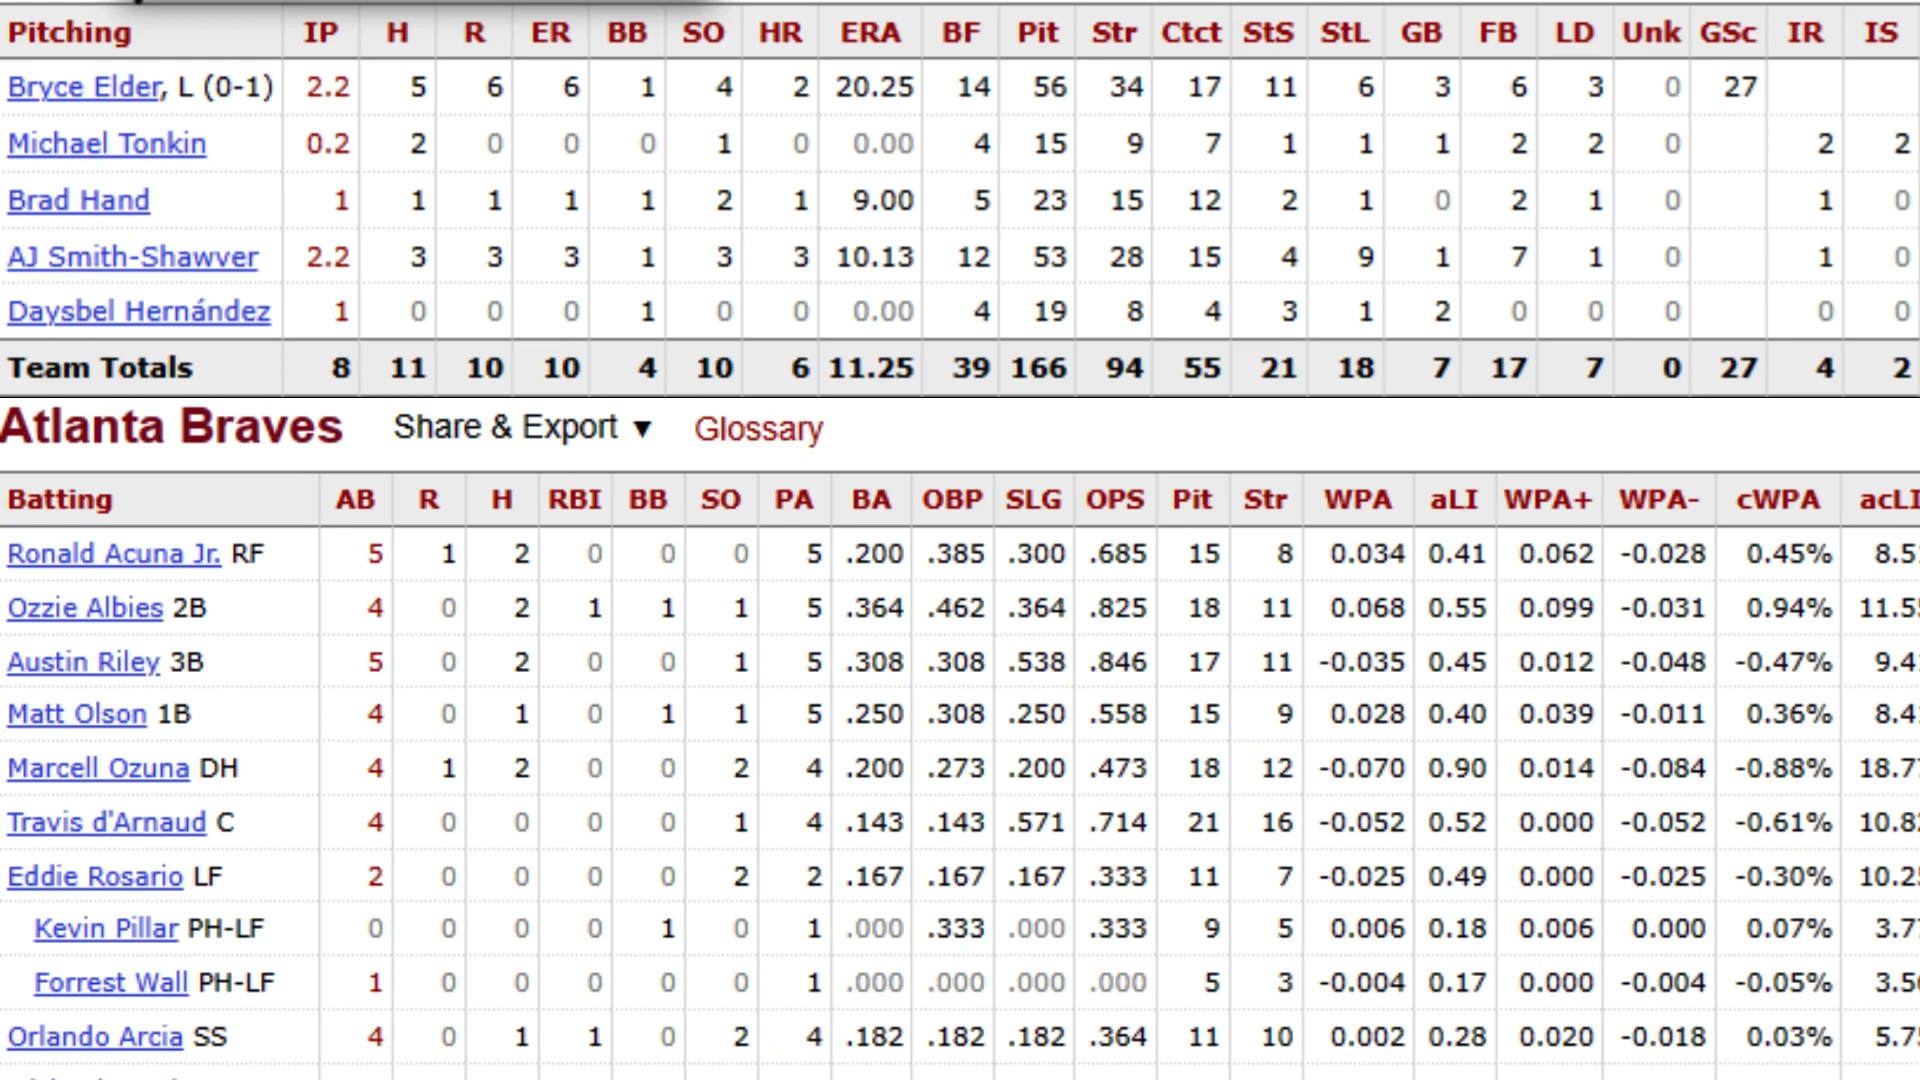 Pitching IP H R ER BB SO HR ERA BF Pit Str Ctct StS StL GB FB LD Unk GSc IR IS
Bryce Elder, L (0-1) 2.2 5 6 6 1 4 2 20.25 14 56 34 17 11 6 3 6 3 0 27
Michael Tonkin 0.2 2 0 0 0 1 0 0.00 4 15 9 7 1 1 1 2 2 0 2 2
Brad Hand 1 1 1 1 1 2 1 9.00 5 23 15 12 2 1 0 2 1 0 1 0
AJ Smith-Shawver 2.2 3 3 3 1 3 3 10.13 12 53 28 15 4 9 1 7 1 0 1 0
Daysbel Hernández 1 0 0 0 1 0 0 0.00 4 19 8 4 3 1 2 0 0 0 0 0
Team Totals 8 11 10 10 4 10 6 11.25 39 166 94 55 21 18 7 17 7 0 27 4 2
Atlanta Braves Share & Export ▼ Glossary
Batting AB R H RBI BB SO PA BA OBP SLG OPS Pit Str WPA aLI WPA+ WPA- cWPA acLI
Ronald Acuna Jr. RF 5 1 2 0 0 0 5 .200 .385 .300 .685 15 8 0.034 0.41 0.062 -0.028 0.45% 8.5
Ozzie Albies 2B 4 0 2 1 1 1 5 .364 .462 .364 .825 18 11 0.068 0.55 0.099 -0.031 0.94% 11.5
Austin Riley 3B 5 0 2 0 0 1 5 .308 .308 .538 .846 17 11 -0.035 0.45 0.012 -0.048 -0.47% 9.4
Matt Olson 1B 4 0 1 0 1 1 5 .250 .308 .250 .558 15 9 0.028 0.40 0.039 -0.011 0.36% 8.4
Marcell Ozuna DH 4 1 2 0 0 2 4 .200 .273 .200 .473 18 12 -0.070 0.90 0.014 -0.084 -0.88% 18.7
Travis d'Arnaud C 4 0 0 0 0 1 4 .143 .143 .571 .714 21 16 -0.052 0.52 0.000 -0.052 -0.61% 10.8
Eddie Rosario LF 2 0 0 0 0 2 2 .167 .167 .167 .333 11 7 -0.025 0.49 0.000 -0.025 -0.30% 10.2
Kevin Pillar PH-LF 0 0 0 0 1 0 1 .000 .333 .000 .333 9 5 0.006 0.18 0.006 0.000 0.07% 3.7
Forrest Wall PH-LF 1 0 0 0 0 0 1 .000 .000 .000 .000 5 3 -0.004 0.17 0.000 -0.004 -0.05% 3.5
Orlando Arcia SS 4 0 1 1 0 2 4 .182 .182 .182 .364 11 10 0.002 0.28 0.020 -0.018 0.03% 5.7